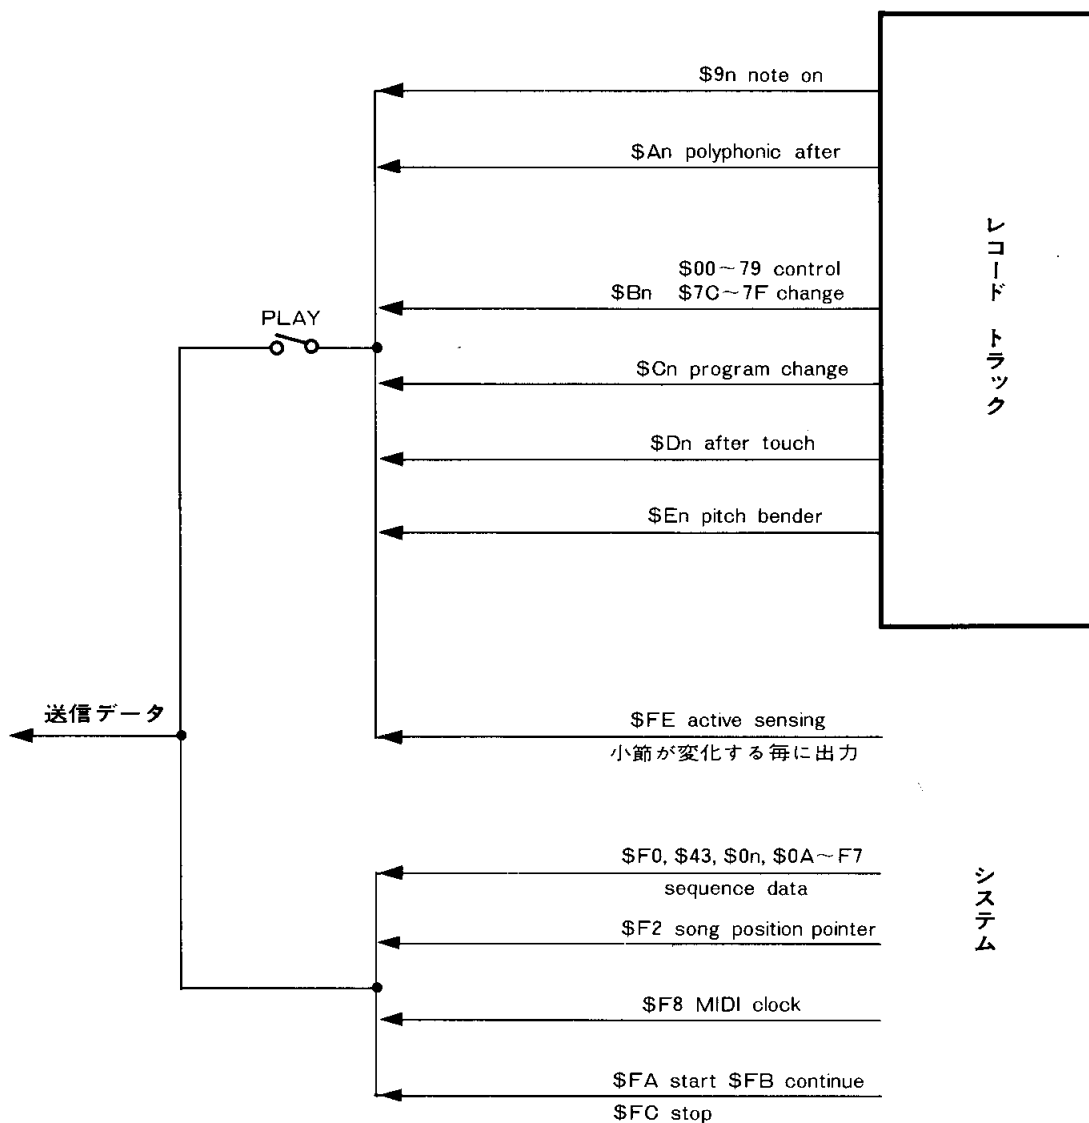 $9n note on
$An polyphonic after
$00～79 control
$Bn $7C～7F change
PLAY
$Cn program change
$Dn after touch
$En pitch bender
レコード トラック
送信データ
$FE active sensing
小節が変化する毎に出力
$F0, $43, $0n, $0A～F7
sequence data
$F2 song position pointer
$F8 MIDI clock
$FA start $FB continue
$FC stop
システム